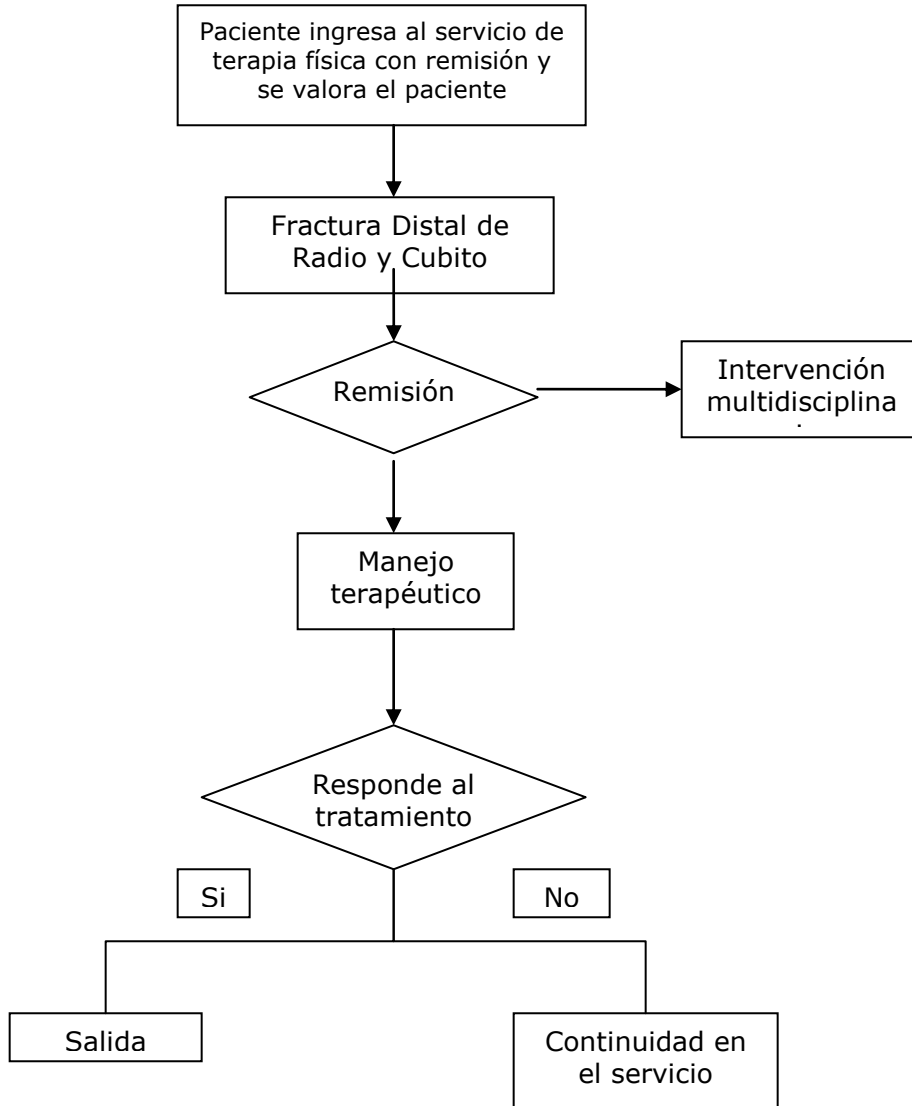 Paciente ingresa al servicio de
terapia física con remisión y
se valora el paciente
Fractura Distal de
Radio y Cubito
Remisión
Intervención
multidisciplina
Manejo
terapéutico
Responde al
tratamiento
Si
No
Salida
Continuidad en
el servicio